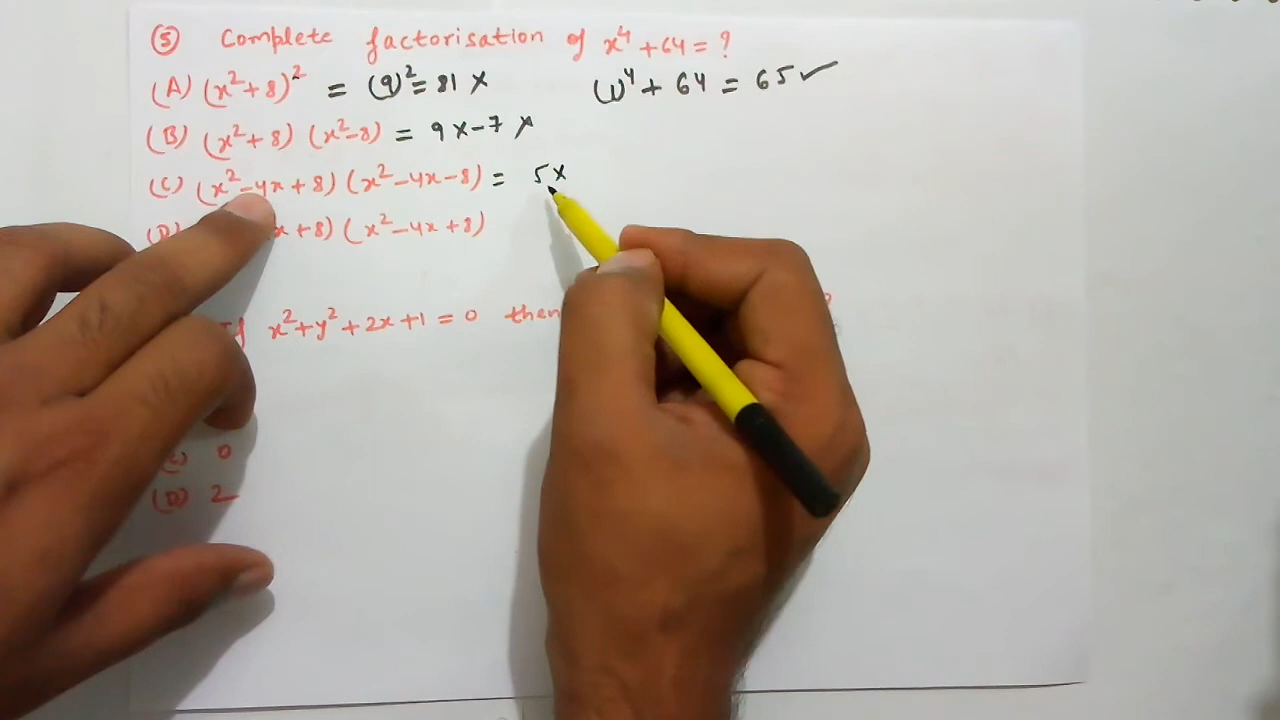 ⑤ Complete factorisation of x⁴ + 64 = ?
(A) (x² + 8)² = (9)² = 81 ×
(1)⁴ + 64 = 65 ✓
(B) (x² + 8) (x² - 8) = 9 × -7 ×
(C) (x² - 4x + 8) (x² - 4x - 8) = 5 ×
(D) x + 8) (x² - 4x + 8)
x² + y² + 2x + 1 = 0 then ?
(C) 0
(D) 2